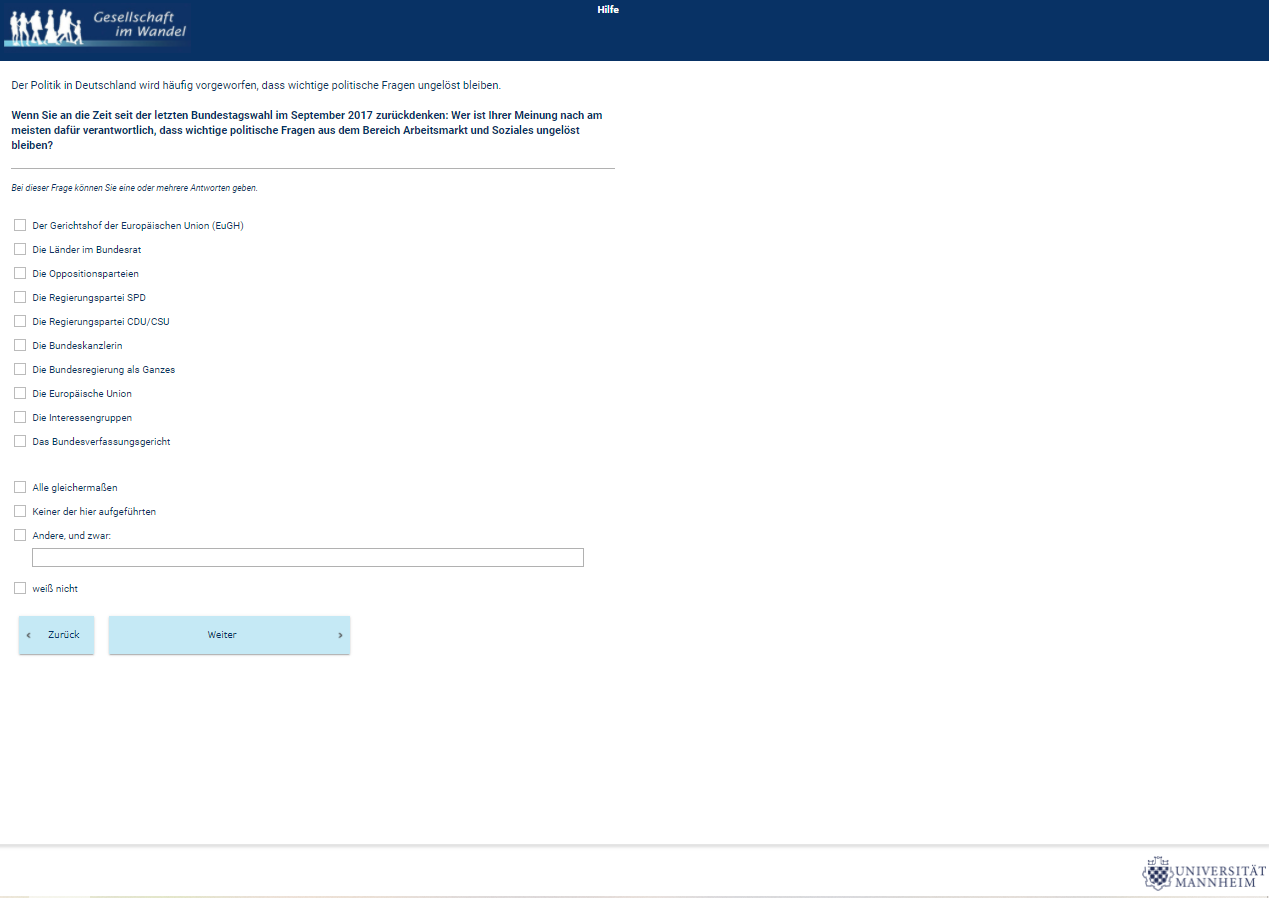 Gesellschaft
im Wandel
Hilfe
Der Politik in Deutschland wird häufig vorgeworfen, dass wichtige politische Fragen ungelöst bleiben.
Wenn Sie an die Zeit seit der letzten Bundestagswahl im September 2017 zurückdenken: Wer ist Ihrer Meinung nach am
meisten dafür verantwortlich, dass wichtige politische Fragen aus dem Bereich Arbeitsmarkt und Soziales ungelöst
bleiben?
Bei dieser Frage können Sie eine oder mehrere Antworten geben.
Der Gerichtshof der Europäischen Union (EuGH)
Die Länder im Bundesrat
Die Oppositionsparteien
Die Regierungspartei SPD
Die Regierungspartei CDU/CSU
Die Bundeskanzlerin
Die Bundesregierung als Ganzes
Die Europäische Union
Die Interessengruppen
Das Bundesverfassungsgericht
Alle gleichermaßen
Keiner der hier aufgeführten
Andere, und zwar:
weiß nicht
‹ Zurück
Weiter ›
UNIVERSITÄT
MANNHEIM